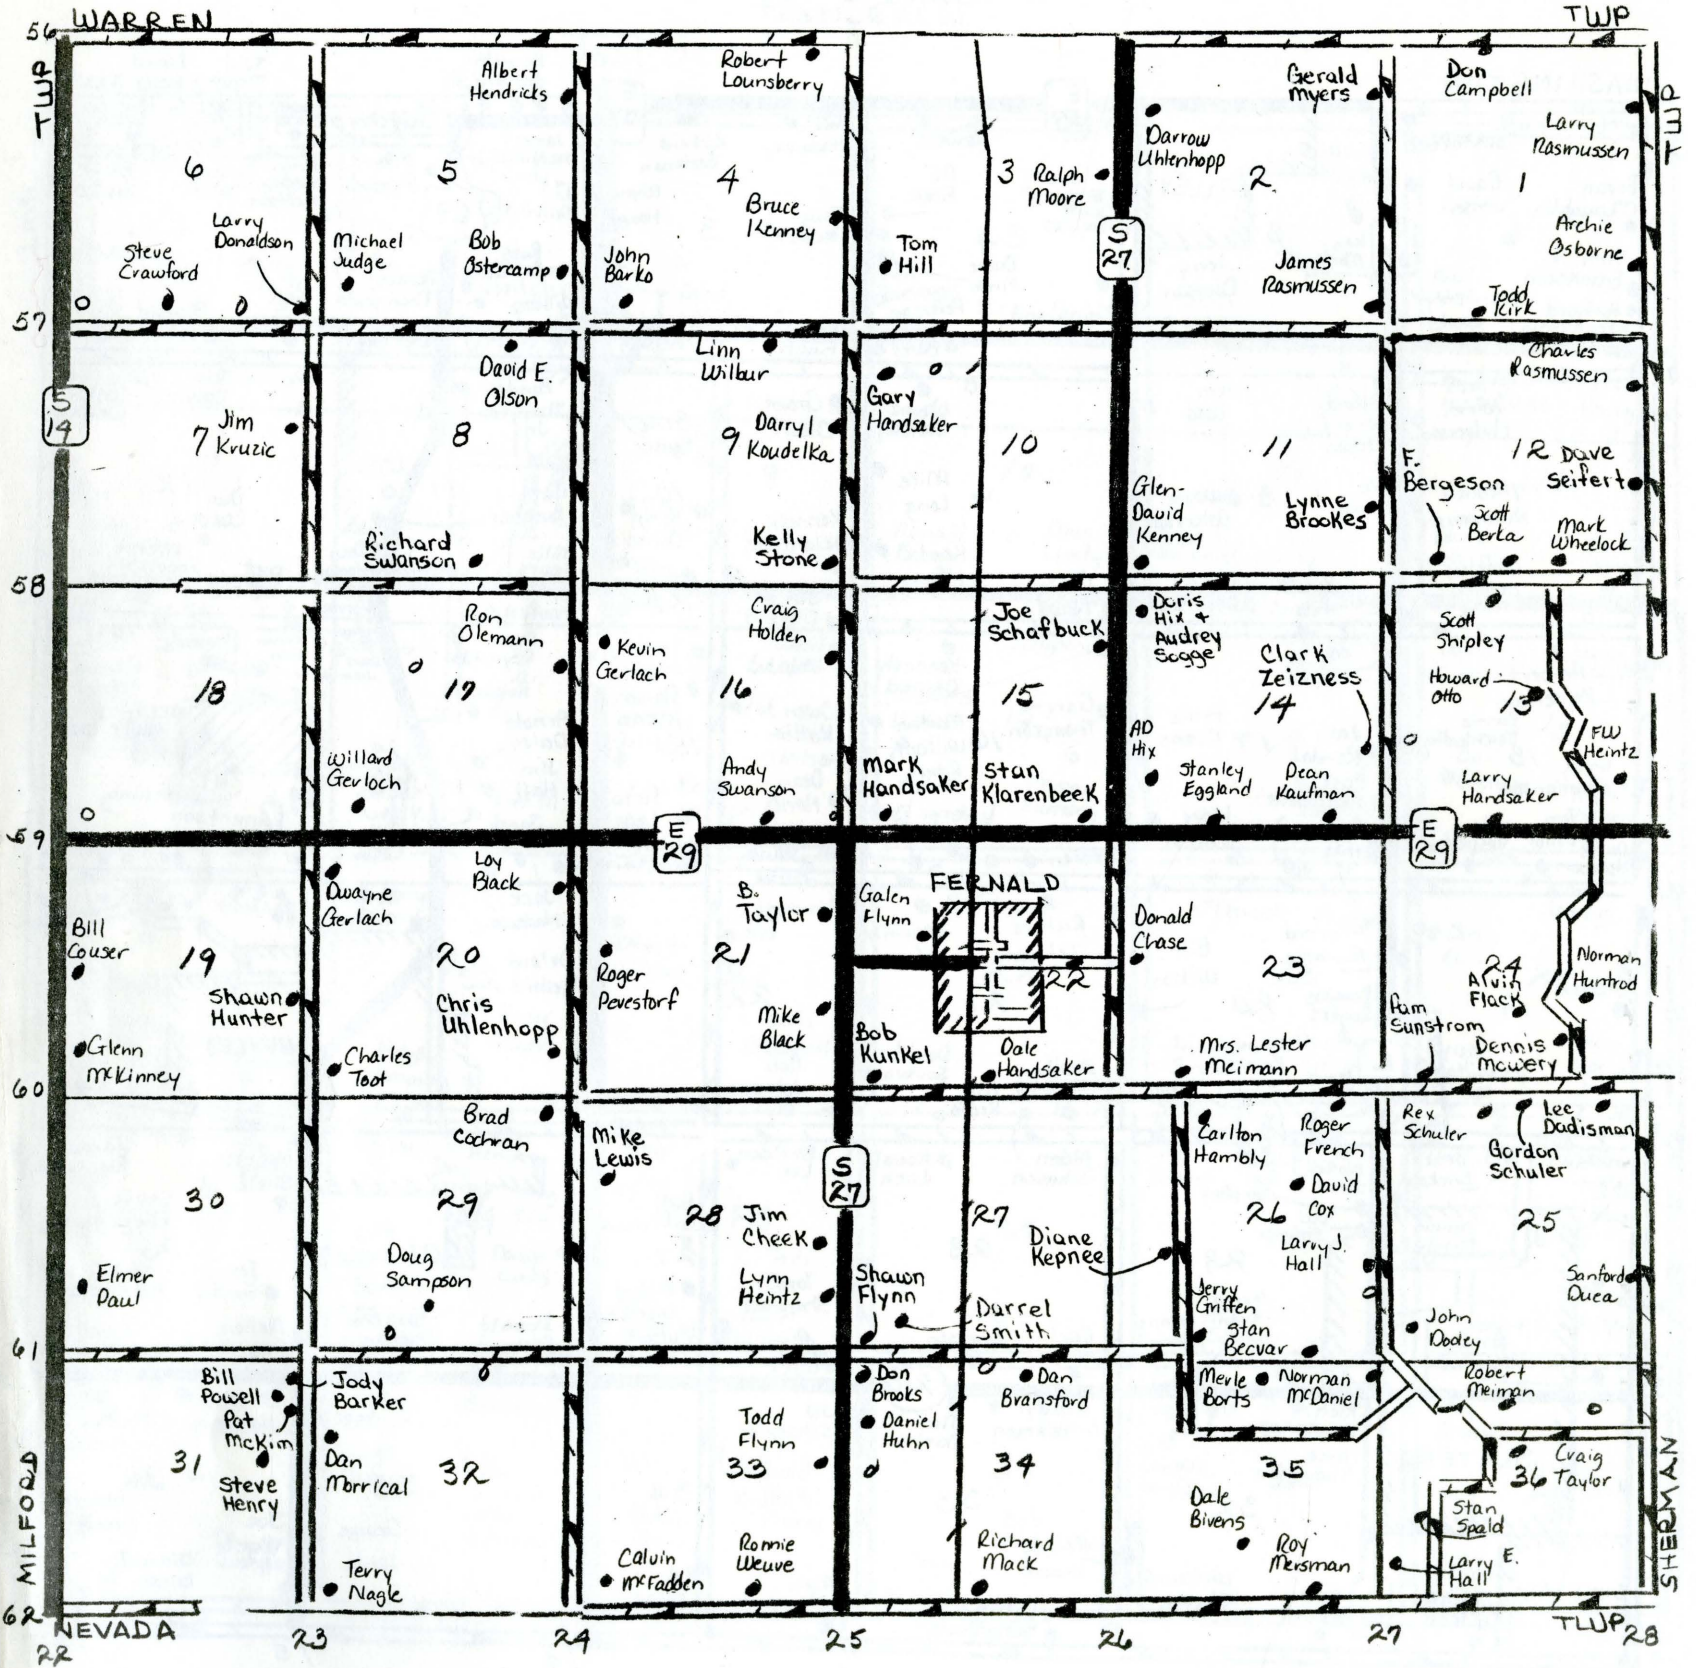 56 WARREN
TWP
TWP
TWP
Albert
Hendricks
Robert
Lounsberry
Gerald
Myers
Don
Campbell
Darrow
Uhlenhopp
Larry
Rasmussen
6
5
4
3
Ralph
Moore
2
1
Larry
Donaldson
Steve
Crawford
Michael
Judge
Bob
Ostercamp
John
Barko
Bruce
Kenney
Tom
Hill
S
27
James
Rasmussen
Archie
Osborne
Todd
Kirk
57
S
14
David E.
Olson
Linn
Wilbur
Gary
Handsaker
Charles
Rasmussen
Jim
Kruzic
7
8
9
Darryl
Koudelka
10
11
12
Dave
Seifert
F.
Bergeson
Glen-
David
Kenney
Lynne
Brookes
Scott
Berka
Mark
Wheelock
Richard
Swanson
Kelly
Stone
58
Ron
Olemann
Kevin
Gerlach
Craig
Holden
Joe
Schafbuck
Doris
Hix +
Audrey
Sogge
Clark
Zeizness
Scott
Shipley
Howard
Otto
18
17
16
15
14
13
FW
Heintz
Willard
Gerloch
Andy
Swanson
Mark
Handsaker
Stan
Klarenbeek
AD
Hix
Stanley
Eggland
Dean
Kaufman
Larry
Handsaker
59
E
29
E
29
Dwayne
Gerlach
Loy
Black
B.
Taylor
Galen
Flynn
FERNALD
Donald
Chase
Bill
Couser
19
20
21
22
23
24
Norman
Huntrod
Shawn
Hunter
Chris
Uhlenhopp
Roger
Pevestorf
Mike
Black
Alvin
Flack
Pam
Sunstrom
Glenn
McKinney
Charles
Toot
Bob
Kunkel
Dale
Handsaker
Mrs. Lester
Meimann
Dennis
Mowery
60
Brad
Cochran
Mike
Lewis
Carlton
Hambly
Roger
French
Rex
Schuler
Gordon
Schuler
Lee
Dadisman
David
Cox
30
29
28
Jim
Cheek
S
27
27
26
25
Diane
Kepnee
Larry J.
Hall
Elmer
Paul
Doug
Sampson
Lynn
Heintz
Shawn
Flynn
Darrel
Smith
Jerry
Griffen
Stan
Becvar
John
Dooley
Sanford
Duea
61
Bill
Powell
Pat
McKim
Jody
Barker
Don
Brooks
Dan
Bransford
Merle
Borts
Norman
McDaniel
Robert
Meiman
Todd
Flynn
Daniel
Huhn
31
Steve
Henry
Dan
Morrical
32
33
34
35
36
Craig
Taylor
Dale
Bivens
Stan
Spald
Terry
Nagle
Calvin
McFadden
Ronnie
Weuve
Richard
Mack
Roy
Mersman
Larry E.
Hall
MILFORD
SHERMAN
62
NEVADA
TWP
22
23
24
25
26
27
28